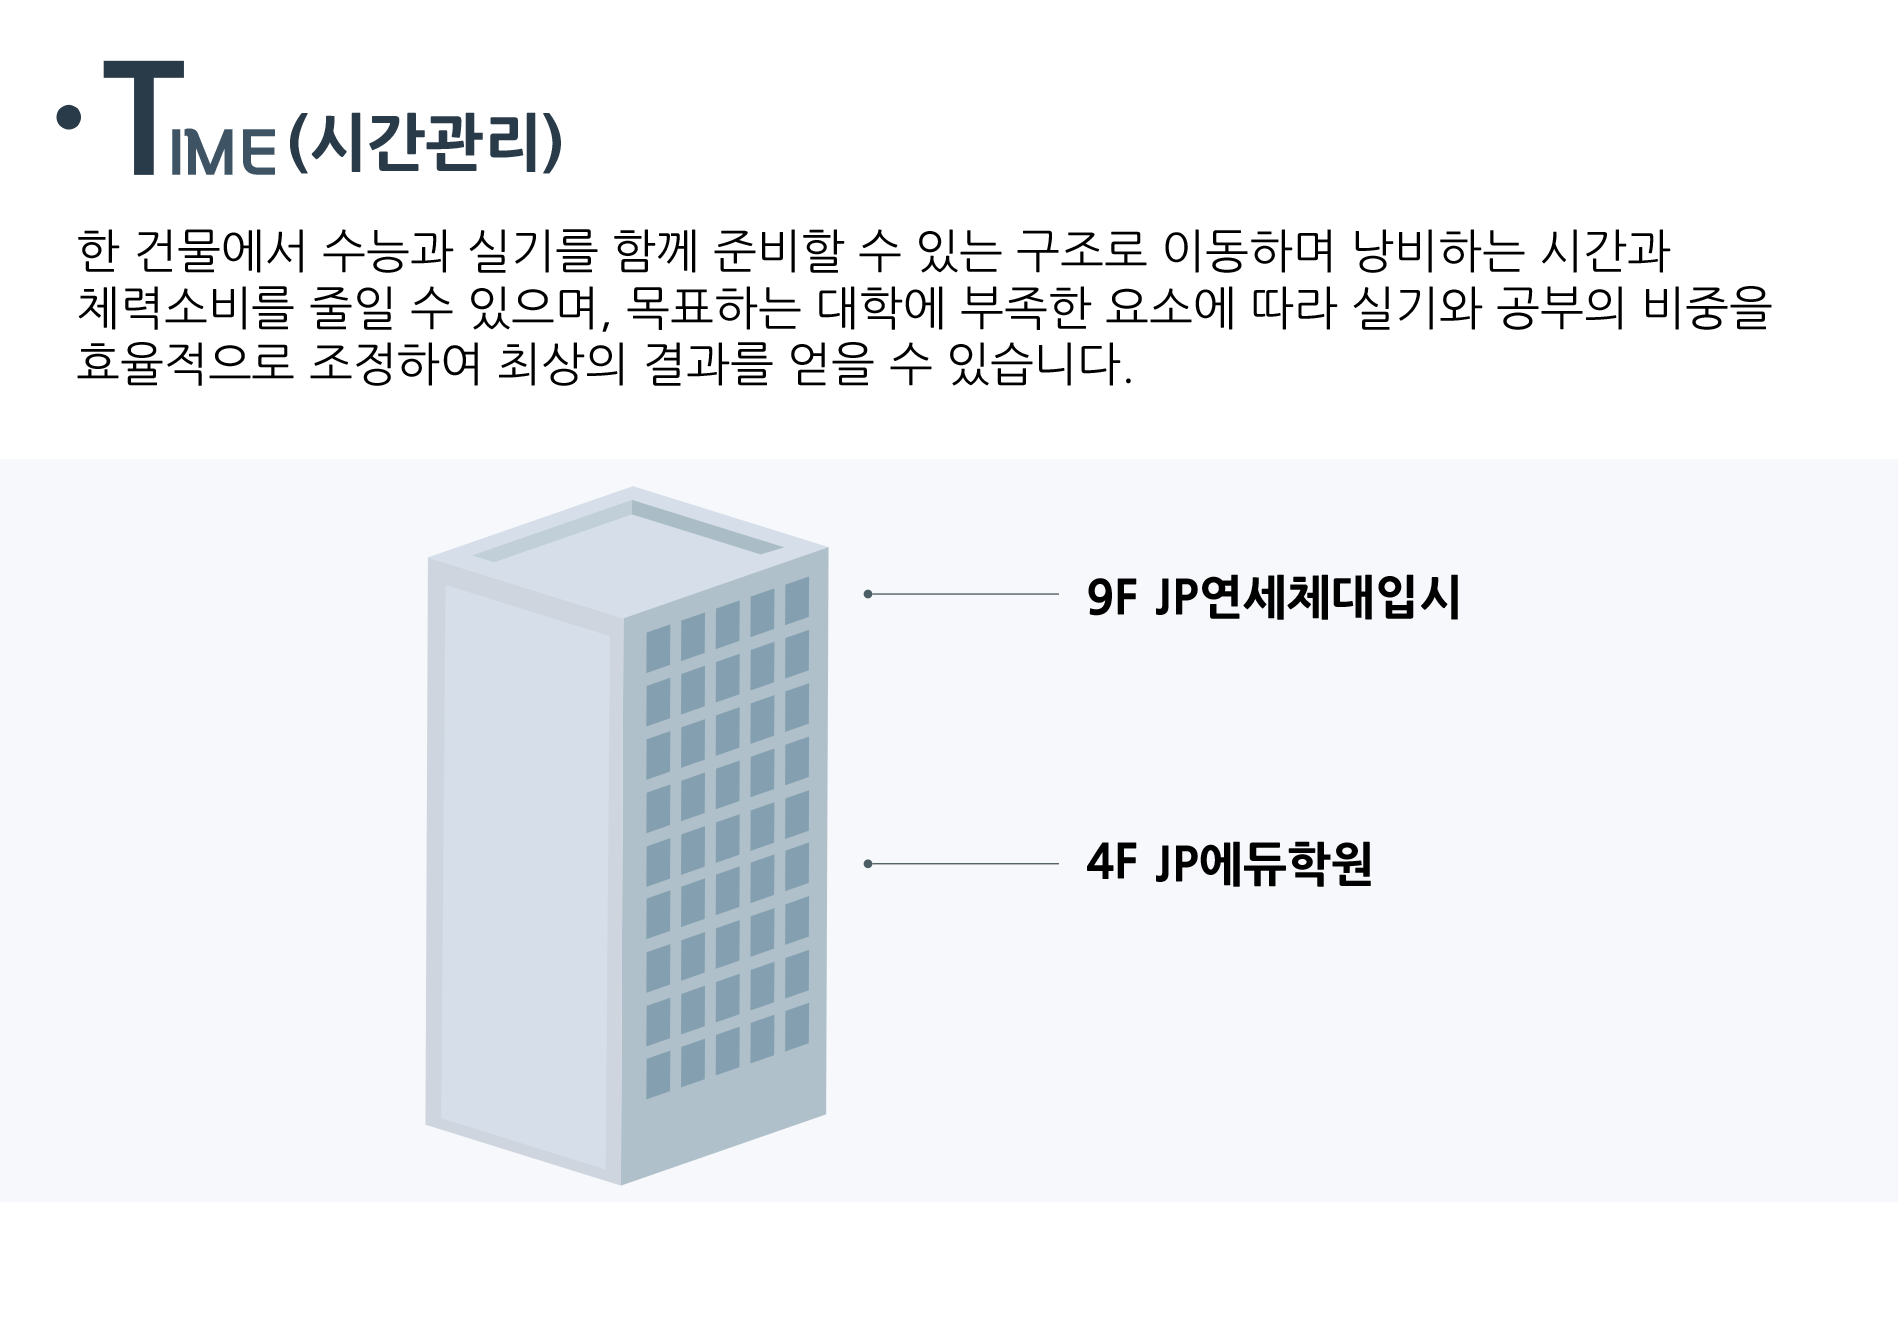 • TIME (시간관리)
한 건물에서 수능과 실기를 함께 준비할 수 있는 구조로 이동하며 낭비하는 시간과
체력소비를 줄일 수 있으며, 목표하는 대학에 부족한 요소에 따라 실기와 공부의 비중을
효율적으로 조정하여 최상의 결과를 얻을 수 있습니다.
9F JP연세체대입시
4F JP에듀학원